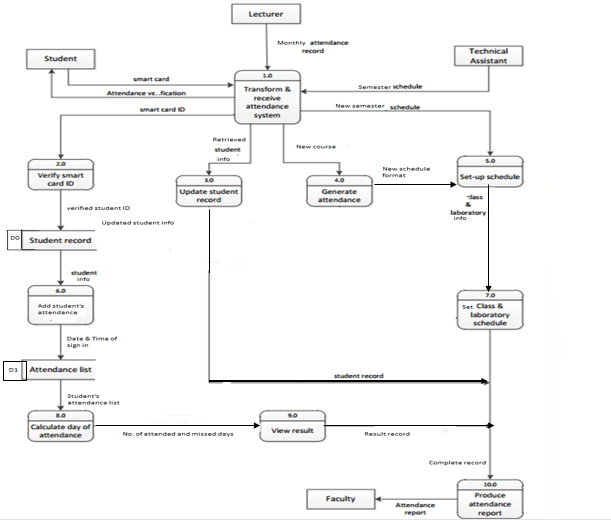 Lecturer
Monthly attendance
record
Student
Technical
Assistant
smart card
Attendance ve..fication
smart card ID
1.0
Transform &
receive
attendance
system
Semester schedule
New semester schedule
Retrieved
student
info
New course
2.0
Verify smart
card ID
3.0
Update student
record
4.0
Generate
attendance
New schedule
format
5.0
Set-up schedule
verified student ID
Updated student info
class
&
laboratory
info
D0
Student record
student
info
6.0
Add student's
attendance
7.0
Set Class &
laboratory
schedule
Date & Time of
sign in
D1
Attendance list
student record
Student's
attendance list
8.0
Calculate day of
attendance
No. of attended and missed days
9.0
View result
Result record
Complete record
10.0
Produce
attendance
report
Attendance
report
Faculty